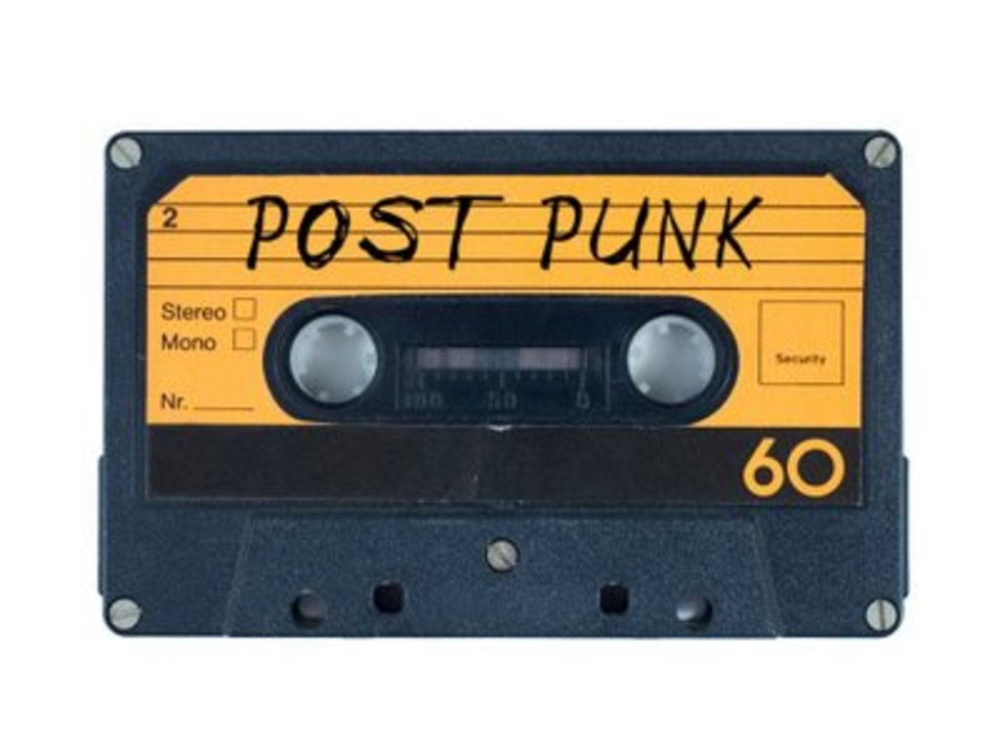 2 POST PUNK
Stereo
Mono
Security
Nr.
100 50 0
60